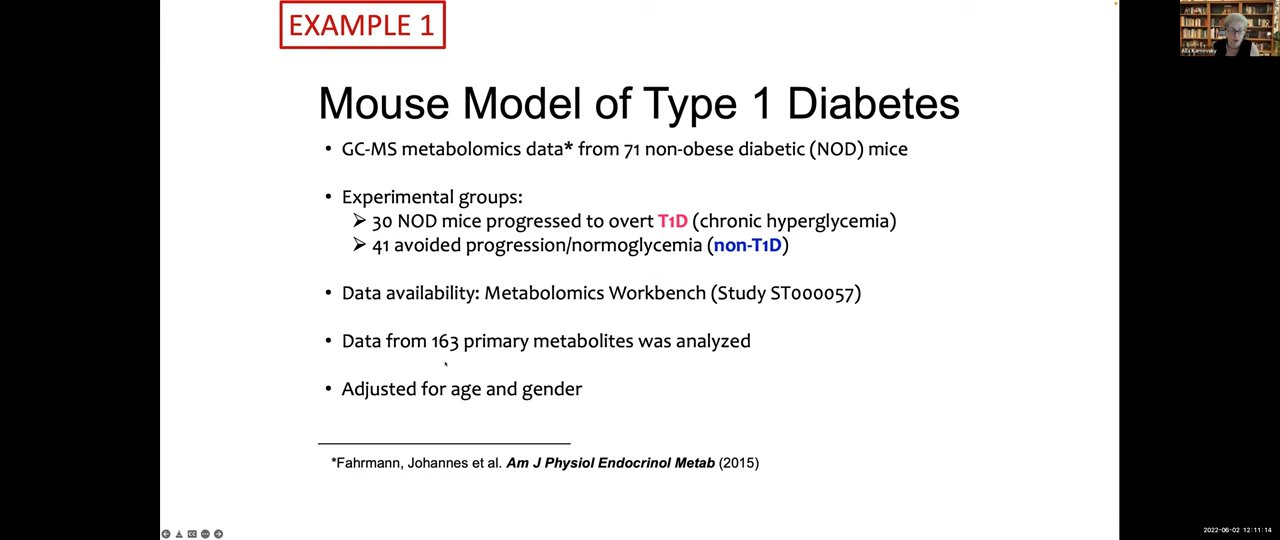 EXAMPLE 1
Mouse Model of Type 1 Diabetes
• GC-MS metabolomics data* from 71 non-obese diabetic (NOD) mice
• Experimental groups:
➢ 30 NOD mice progressed to overt T1D (chronic hyperglycemia)
➢ 41 avoided progression/normoglycemia (non-T1D)
• Data availability: Metabolomics Workbench (Study ST000057)
• Data from 163 primary metabolites was analyzed
• Adjusted for age and gender
*Fahrmann, Johannes et al. Am J Physiol Endocrinol Metab (2015)
Alla Karnovsky
2022-06-02 12:11:14